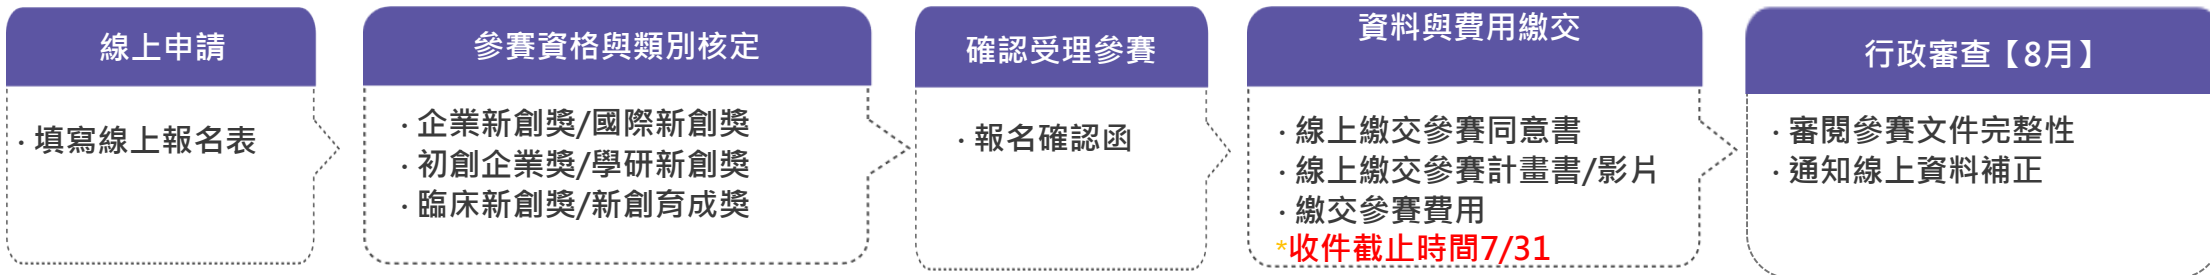 線上申請
· 填寫線上報名表
參賽資格與類別核定
· 企業新創獎/國際新創獎
· 初創企業獎/學研新創獎
· 臨床新創獎/新創育成獎
確認受理參賽
· 報名確認函
資料與費用繳交
· 線上繳交參賽同意書
· 線上繳交參賽計畫書/影片
· 繳交參賽費用
*收件截止時間7/31
行政審查【8月】
· 審閱參賽文件完整性
· 通知線上資料補正